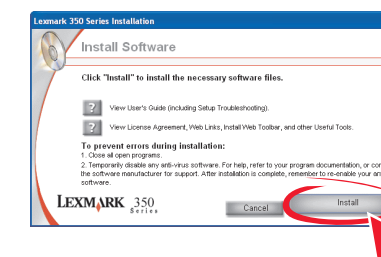 Lexmark 350 Series Installation
Install Software
Click "Install" to install the necessary software files.
? View User's Guide (including Setup Troubleshooting).
? View License Agreement, Web Links, Install Web Toolbar, and other Useful Tools.
To prevent errors during installation:
1. Close all open programs.
2. Temporarily disable any anti-virus software. For help, refer to your program documentation, or
the software manufacturer for support. After installation is complete, remember to re-enable your
software.
LEXMARK 350
Series
Cancel Install